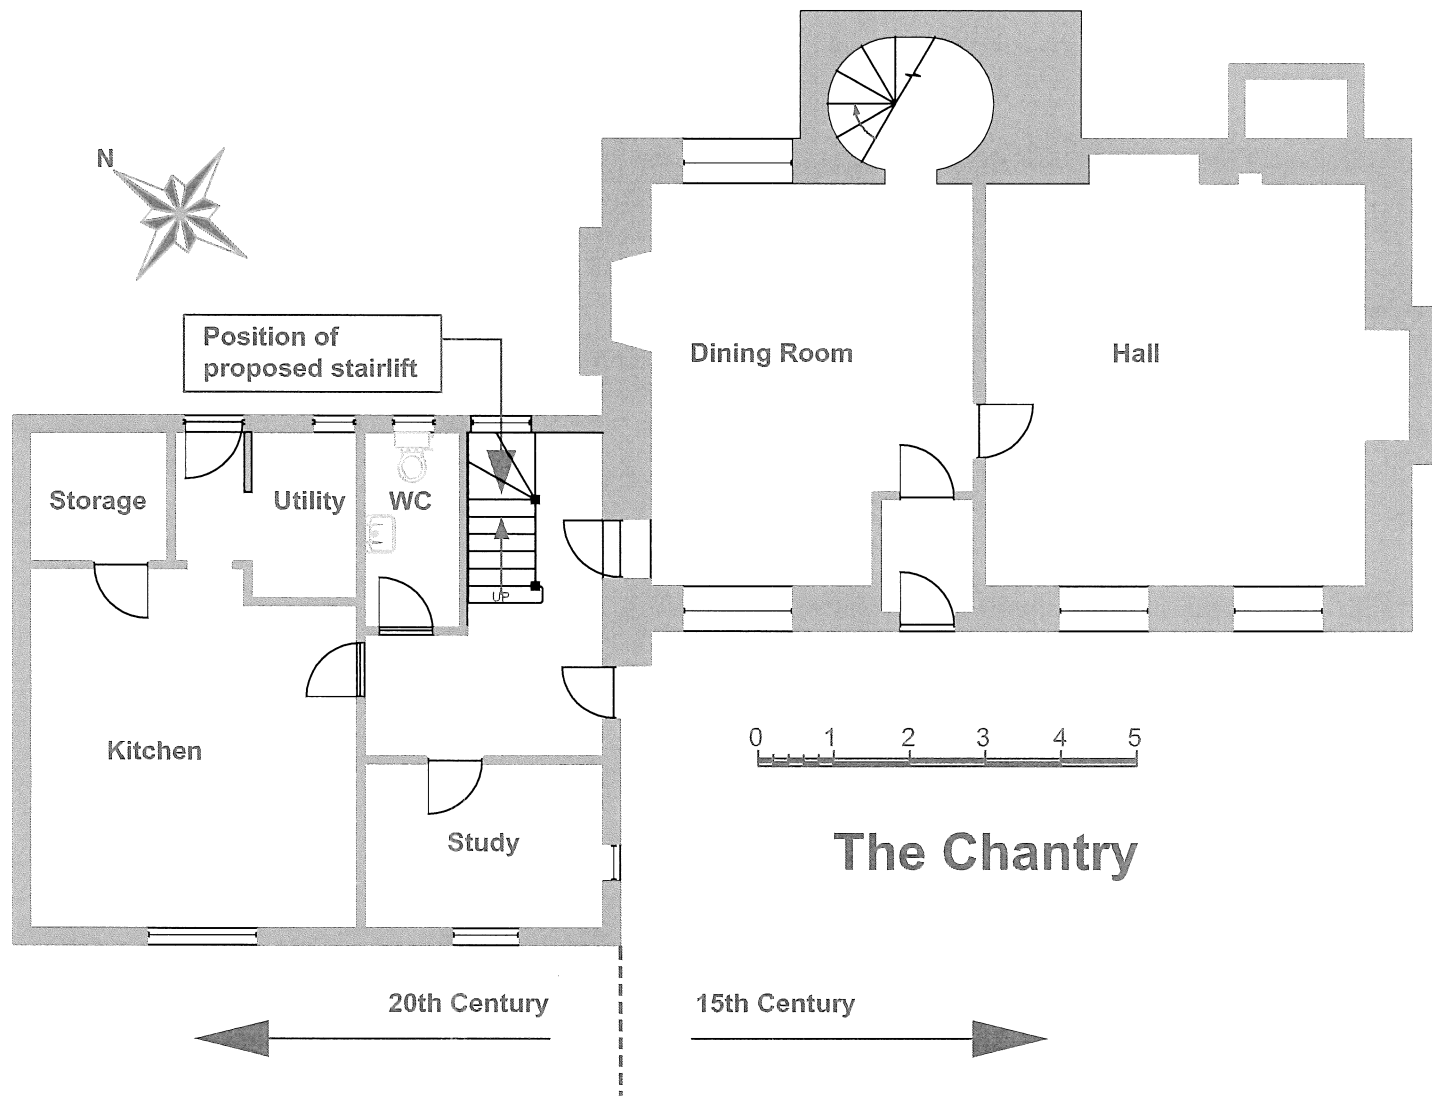 N
Position of
proposed stairlift
Dining Room
Hall
Storage
Utility
WC
UP
Kitchen
0 1 2 3 4 5
Study
The Chantry
20th Century
15th Century